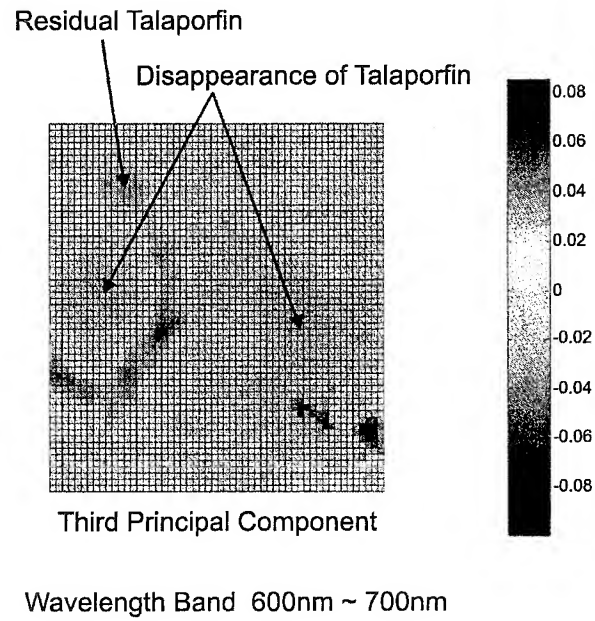 Residual Talaporfin
Disappearance of Talaporfin
0.08
0.06
0.04
0.02
0
-0.02
-0.04
-0.06
-0.08
Third Principal Component
Wavelength Band 600nm ~ 700nm